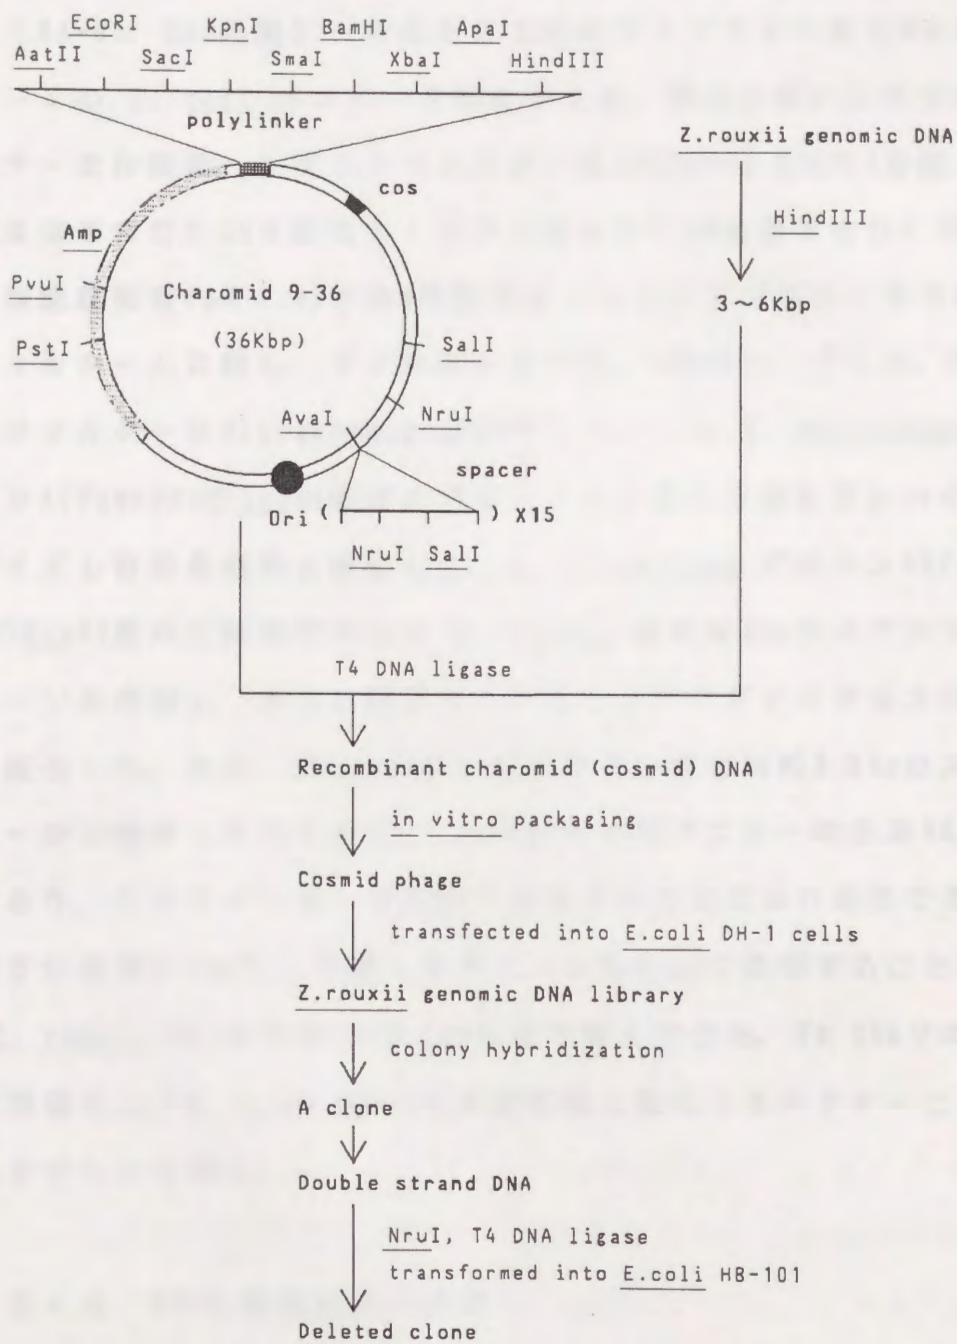 EcoRI KpnI BamHI ApaI
AatII SacI SmaI XbaI HindIII
polylinker
cos
Amp
PvuI
PstI
Charomid 9-36
(36Kbp)
SalI
NruI
AvaI
spacer
Ori ( ) X15
NruI SalI
Z.rouxii genomic DNA
HindIII
3~6Kbp
T4 DNA ligase
Recombinant charomid (cosmid) DNA
in vitro packaging
Cosmid phage
transfected into E.coli DH-1 cells
Z.rouxii genomic DNA library
colony hybridization
A clone
Double strand DNA
NruI, T4 DNA ligase
transformed into E.coli HB-101
Deleted clone